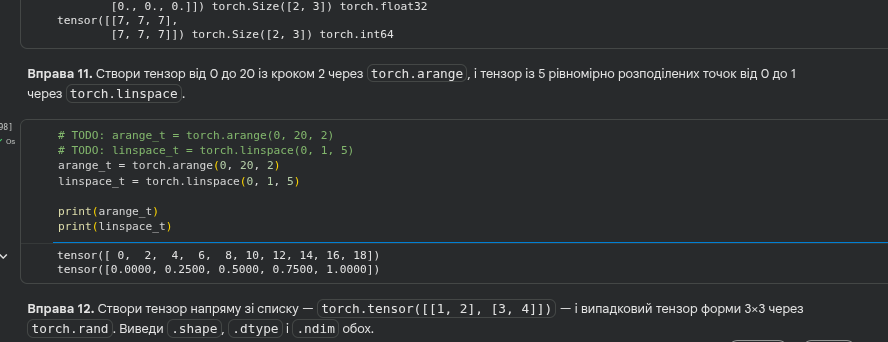 [0., 0., 0.]]) torch.Size([2, 3]) torch.float32
tensor([[7, 7, 7],
[7, 7, 7]]) torch.Size([2, 3]) torch.int64
Вправа 11. Створи тензор від 0 до 20 із кроком 2 через torch.arange, і тензор із 5 рівномірно розподілених точок від 0 до 1
через torch.linspace.
98]
0s
# TODO: arange_t = torch.arange(0, 20, 2)
# TODO: linspace_t = torch.linspace(0, 1, 5)
arange_t = torch.arange(0, 20, 2)
linspace_t = torch.linspace(0, 1, 5)
print(arange_t)
print(linspace_t)
tensor([ 0,  2,  4,  6,  8, 10, 12, 14, 16, 18])
tensor([0.0000, 0.2500, 0.5000, 0.7500, 1.0000])
Вправа 12. Створи тензор напряму зі списку — torch.tensor([[1, 2], [3, 4]]) — і випадковий тензор форми 3×3 через
torch.rand. Виведи .shape, .dtype і .ndim обох.